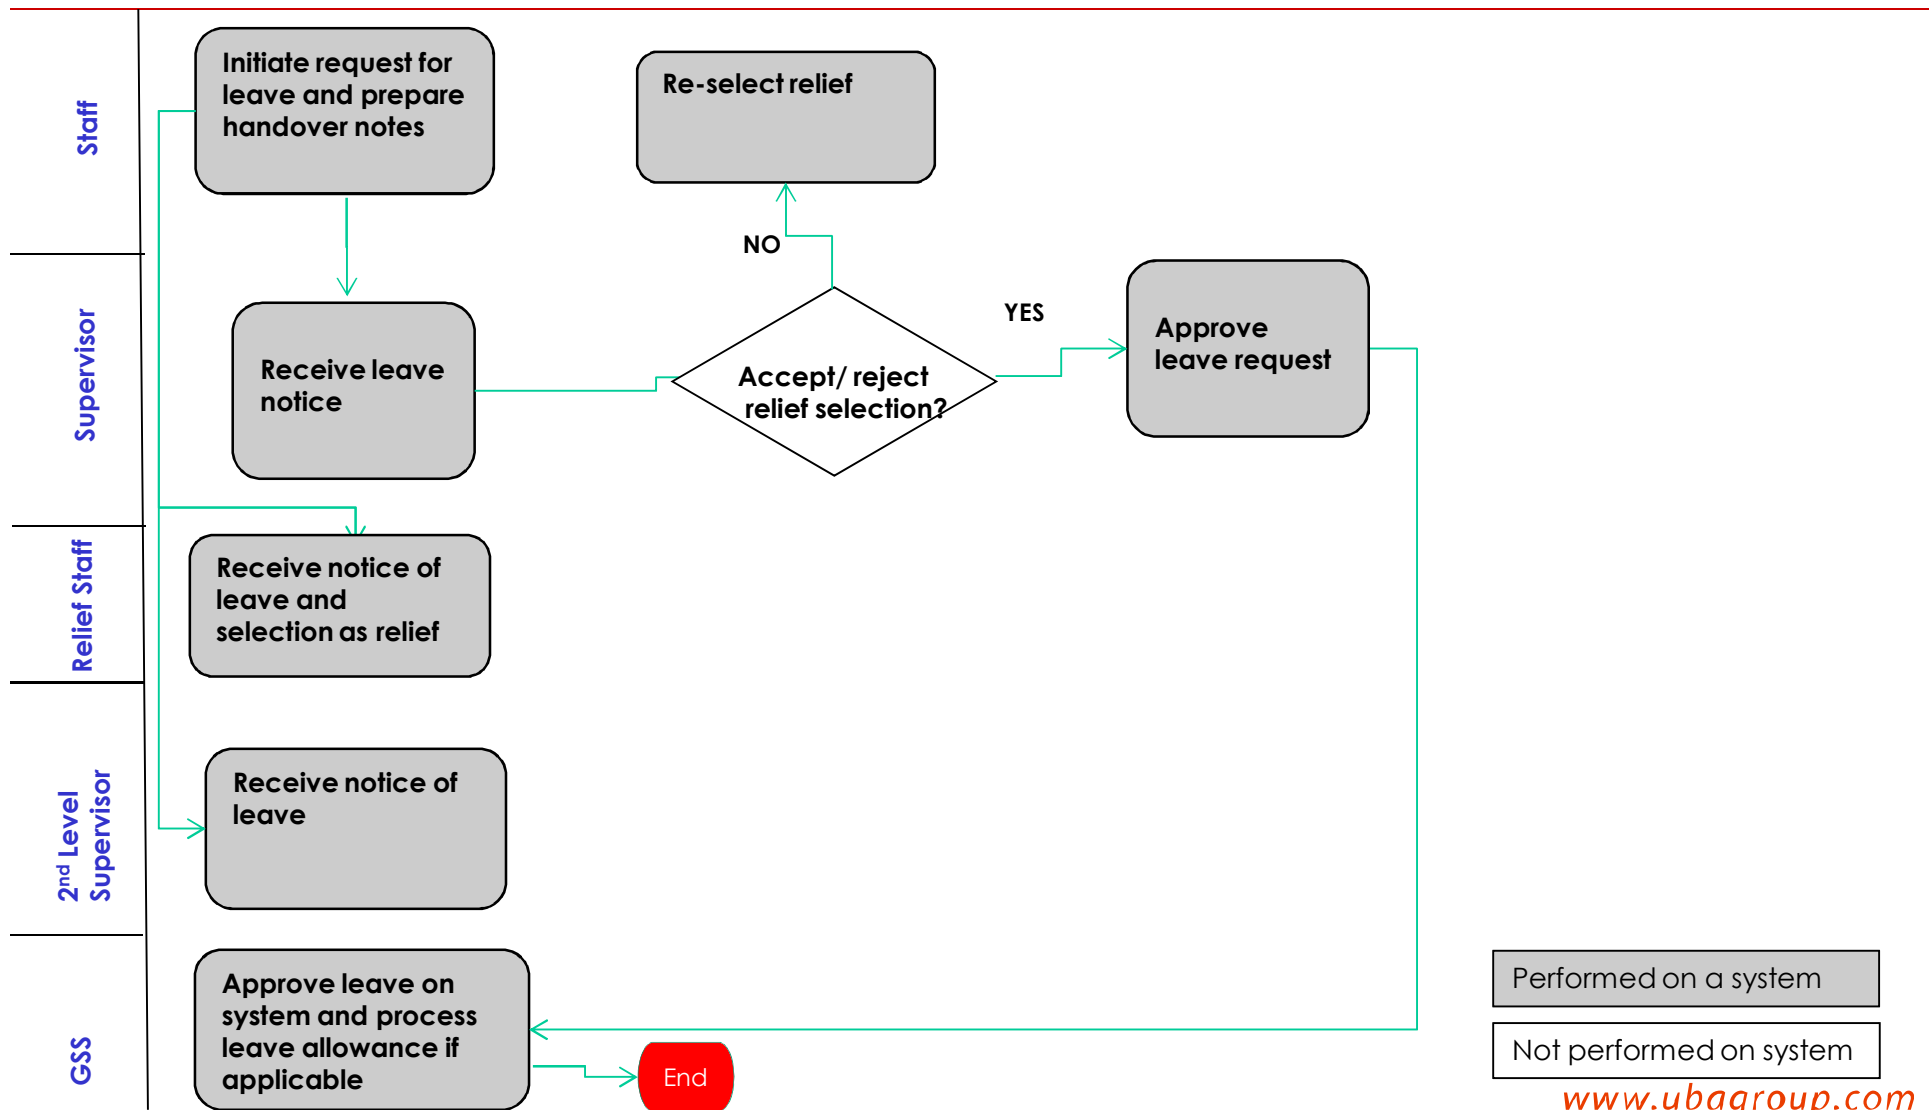 Staff
Initiate request for
leave and prepare
handover notes
Re-select relief
NO
Supervisor
Receive leave
notice
Accept/ reject
relief selection?
YES
Approve
leave request
Relief Staff
Receive notice of
leave and
selection as relief
2nd Level
Supervisor
Receive notice of
leave
GSS
Approve leave on
system and process
leave allowance if
applicable
End
Performed on a system
Not performed on system
www.ubagroup.com